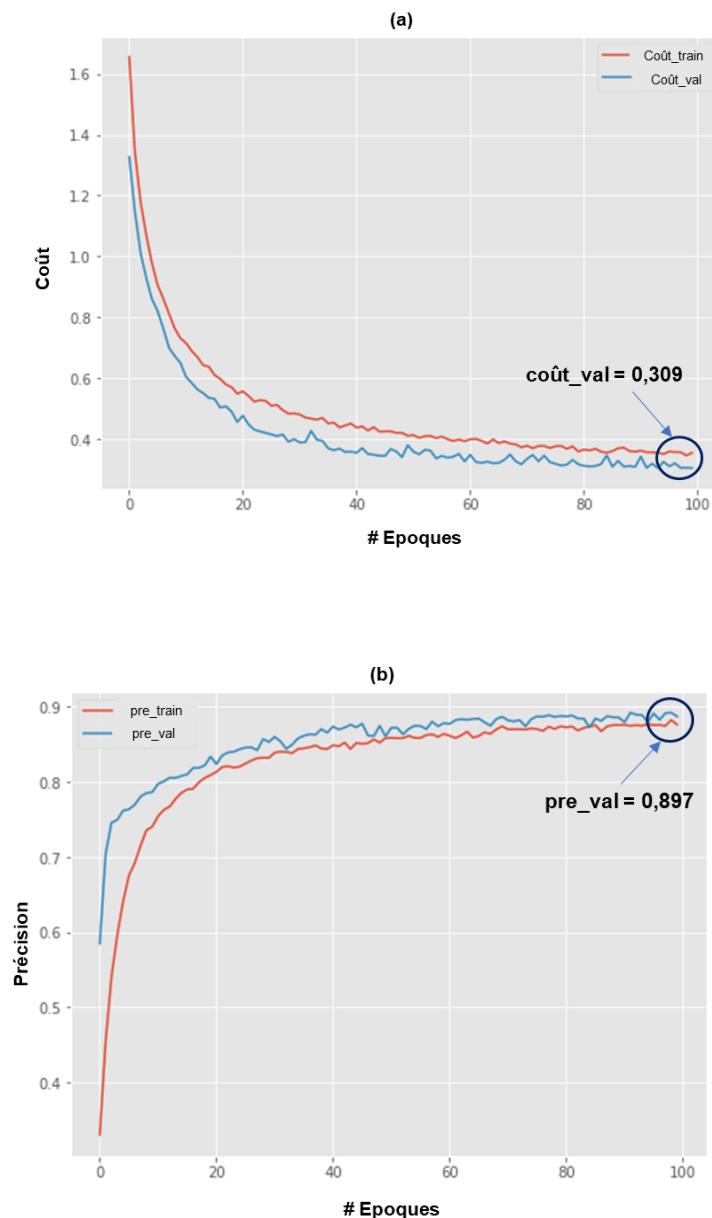 (a)
Coût_train
Coût_val
1.6
1.4
1.2
1.0
0.8
0.6
0.4
Coût
coût_val = 0,309
0 20 40 60 80 100
# Epoques
(b)
pre_train
pre_val
0.9
0.8
0.7
0.6
0.5
0.4
Précision
pre_val = 0,897
0 20 40 60 80 100
# Epoques